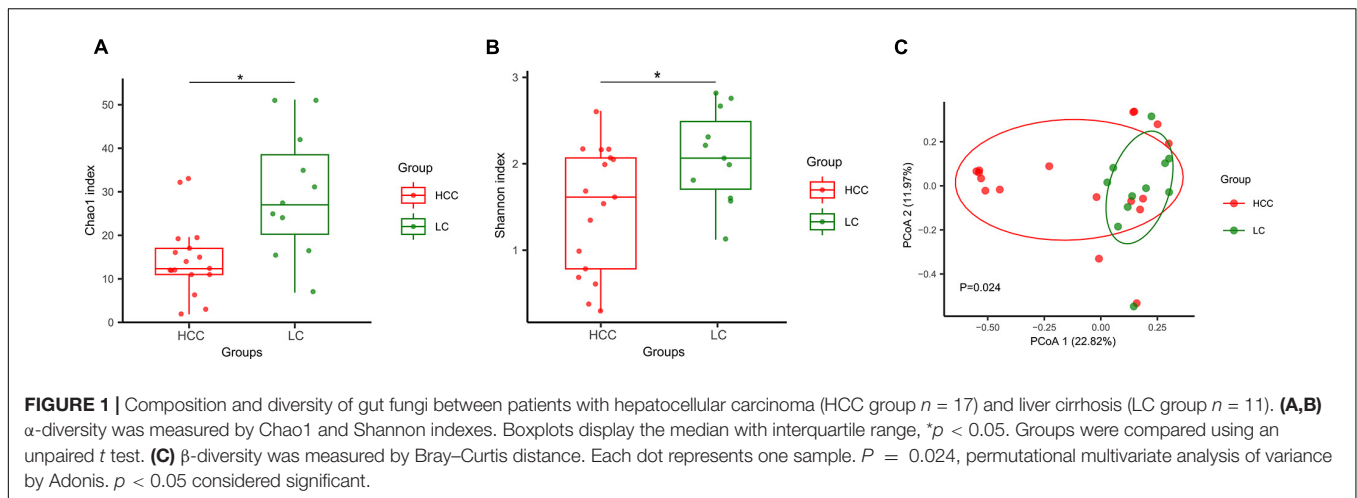 A
*
Chao1 index
50
40
30
20
10
0
HCC
LC
Groups
Group
HCC
LC
B
*
Shannon index
3
2
1
HCC
LC
Groups
Group
HCC
LC
C
PCoA 2 (11.97%)
0.2
0.0
−0.2
−0.4
P=0.024
−0.50
−0.25
0.00
0.25
PCoA 1 (22.82%)
Group
HCC
LC
FIGURE 1 | Composition and diversity of gut fungi between patients with hepatocellular carcinoma (HCC group n = 17) and liver cirrhosis (LC group n = 11). (A,B)
α-diversity was measured by Chao1 and Shannon indexes. Boxplots display the median with interquartile range, *p < 0.05. Groups were compared using an
unpaired t test. (C) β-diversity was measured by Bray–Curtis distance. Each dot represents one sample. P = 0.024, permutational multivariate analysis of variance
by Adonis. p < 0.05 considered significant.